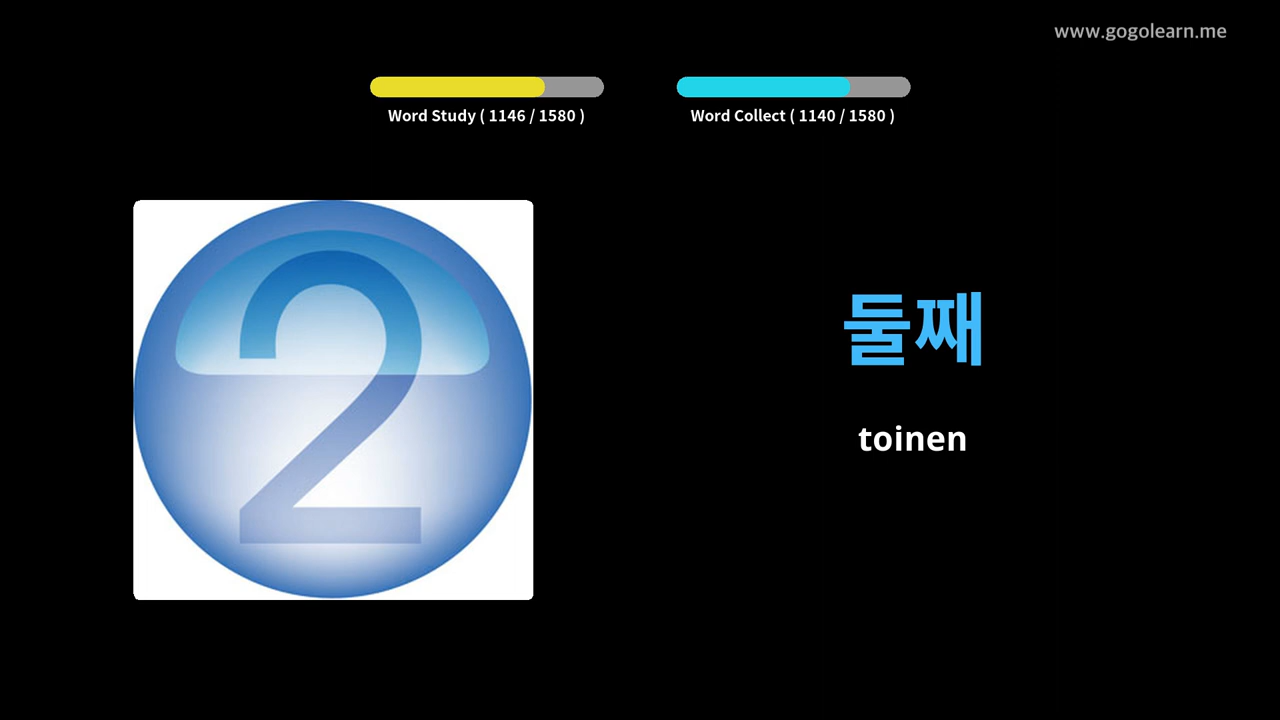 www.gogolearn.me
Word Study ( 1146 / 1580 )
Word Collect ( 1140 / 1580 )
2
둘째
toinen